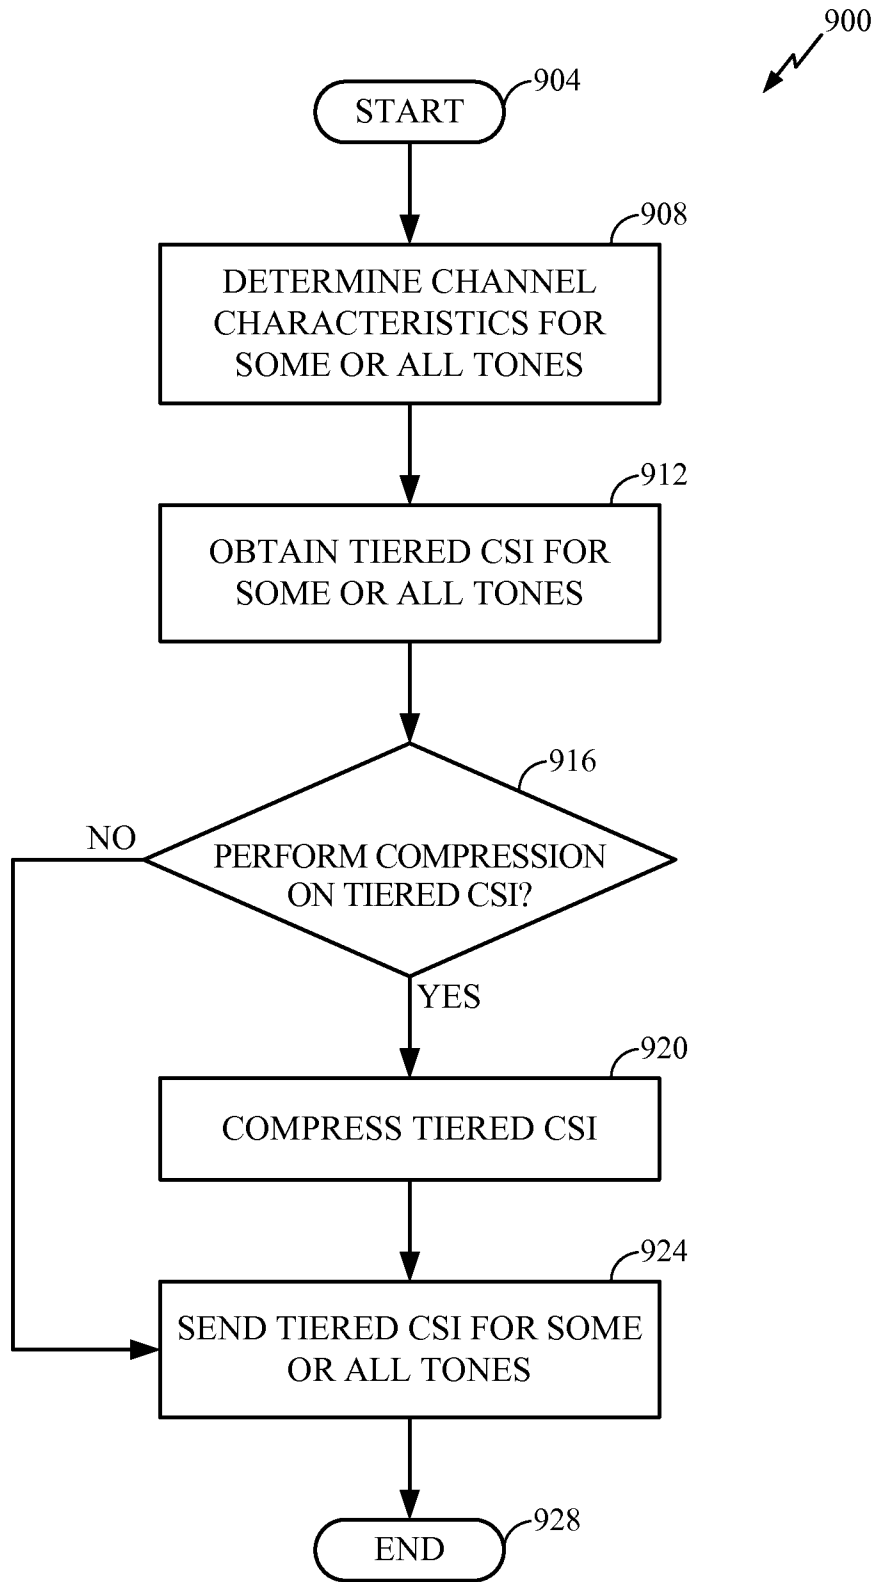 900
START
904
908
DETERMINE CHANNEL
CHARACTERISTICS FOR
SOME OR ALL TONES
912
OBTAIN TIERED CSI FOR
SOME OR ALL TONES
916
NO
PERFORM COMPRESSION
ON TIERED CSI?
YES
920
COMPRESS TIERED CSI
924
SEND TIERED CSI FOR SOME
OR ALL TONES
END
928